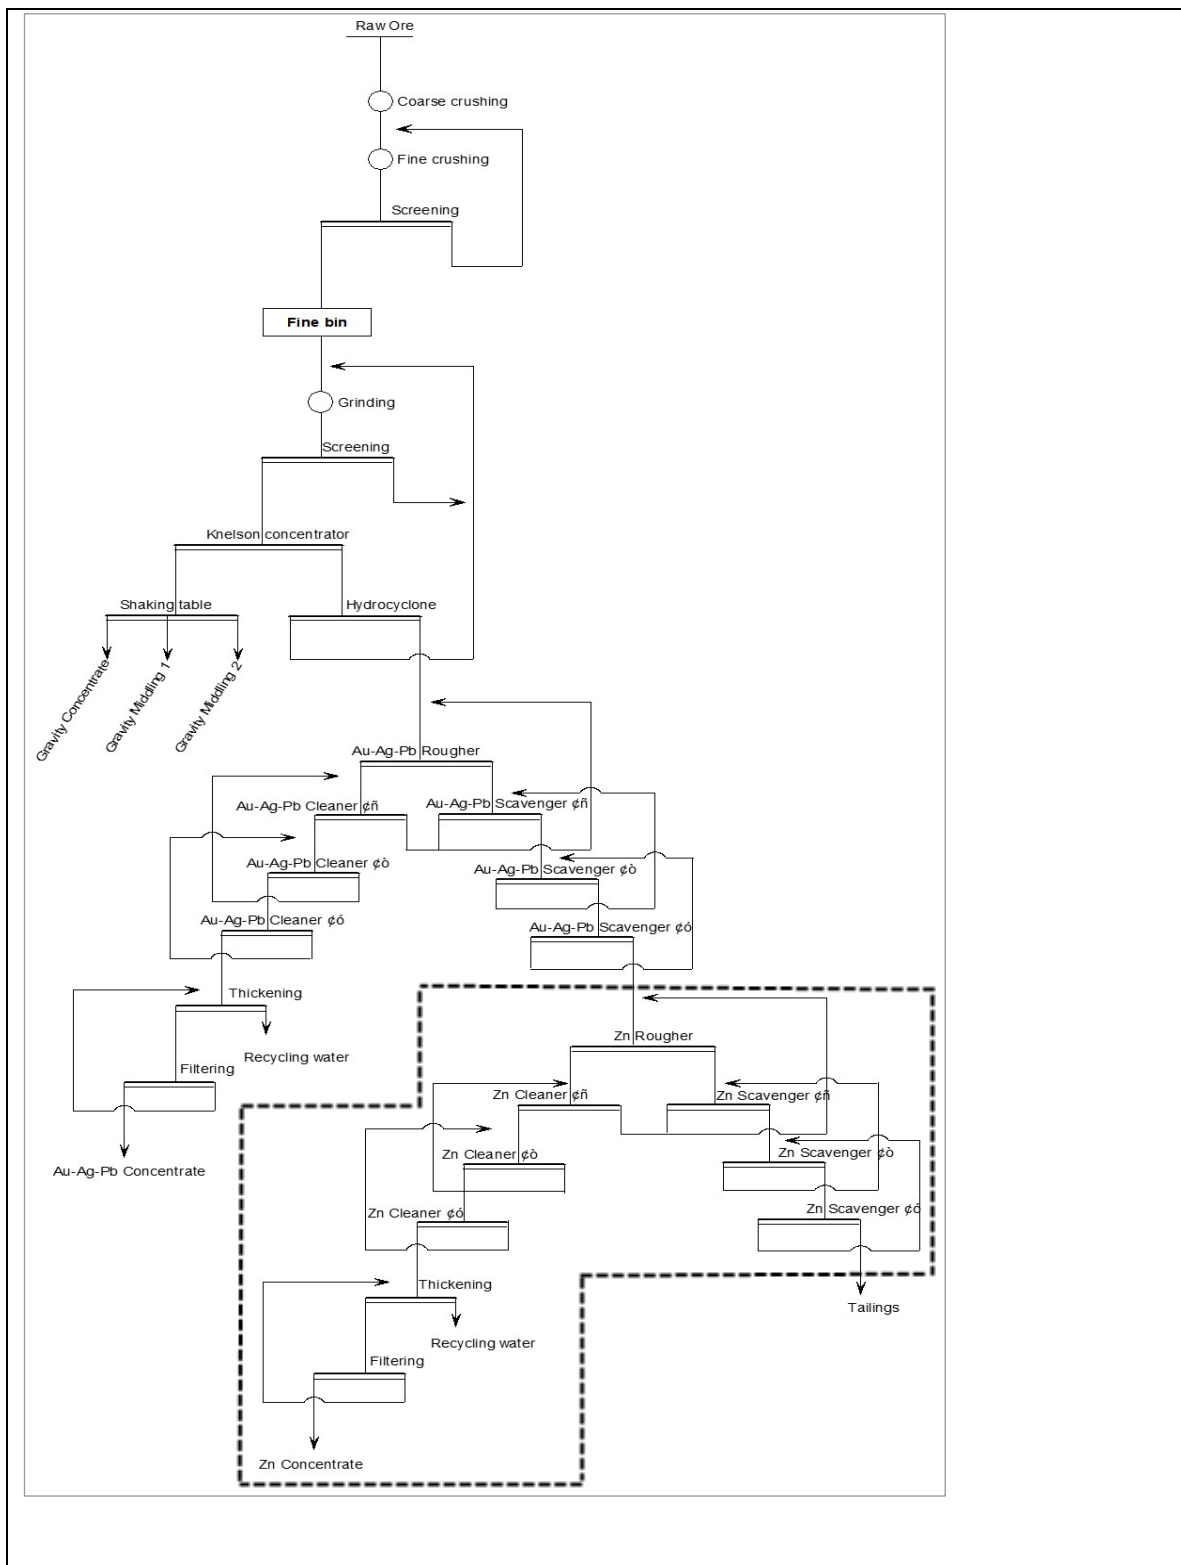 Raw Ore
Coarse crushing
Fine crushing
Screening
Fine bin
Grinding
Screening
Knelson concentrator
Shaking table
Hydrocyclone
Gravity Concentrate
Gravity Middling 1
Gravity Middling 2
Au-Ag-Pb Rougher
Au-Ag-Pb Cleaner ¢ñ
Au-Ag-Pb Scavenger ¢ñ
Au-Ag-Pb Cleaner ¢ò
Au-Ag-Pb Scavenger ¢ò
Au-Ag-Pb Cleaner ¢ó
Au-Ag-Pb Scavenger ¢ó
Thickening
Recycling water
Filtering
Au-Ag-Pb Concentrate
Zn Rougher
Zn Cleaner ¢ñ
Zn Scavenger ¢ñ
Zn Cleaner ¢ò
Zn Scavenger ¢ò
Zn Cleaner ¢ó
Zn Scavenger ¢ó
Thickening
Tailings
Recycling water
Filtering
Zn Concentrate